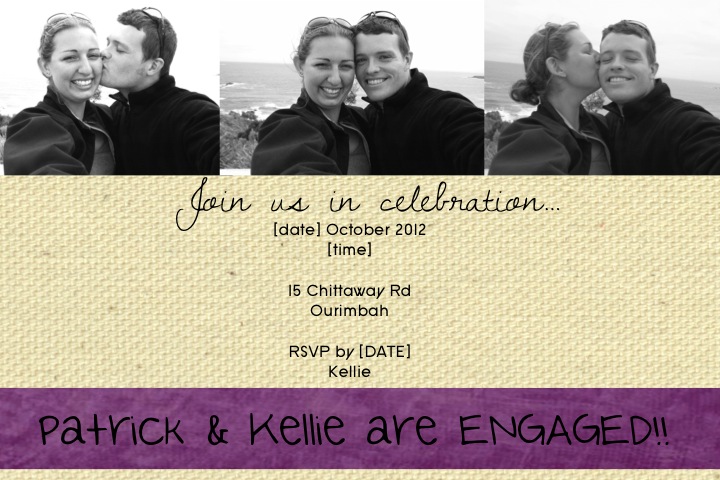 Join us in celebration...
[date] October 2012
[time]
15 Chittaway Rd
Ourimbah
RSVP by [DATE]
Kellie
Patrick & Kellie are ENGAGED!!